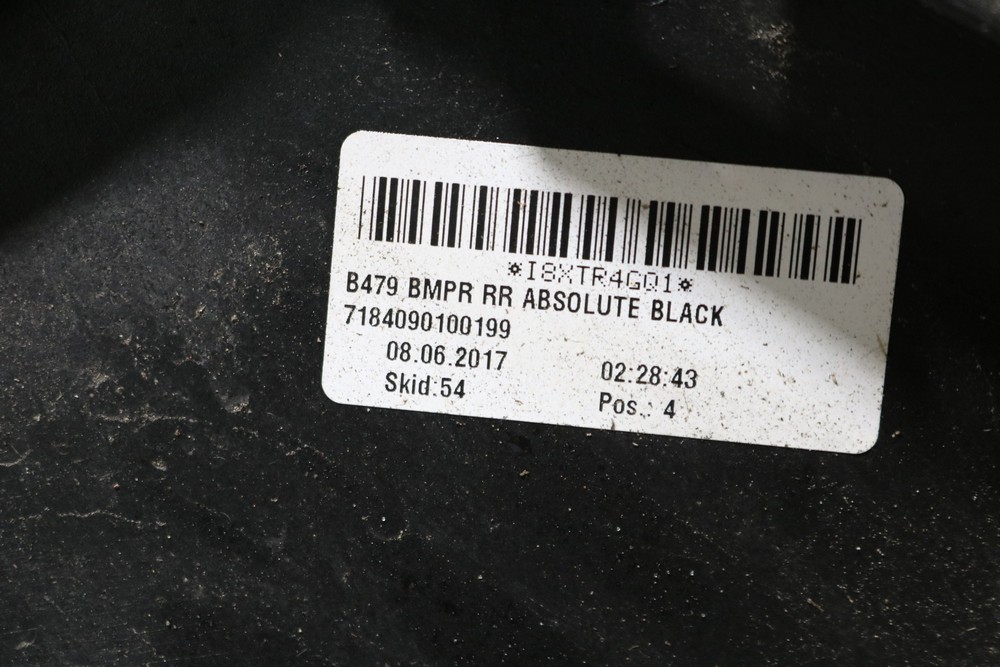 *I8XTR4GQ1*
B479 BMPR RR ABSOLUTE BLACK
7184090100199
08.06.2017 02:28:43
Skid:54 Pos.: 4